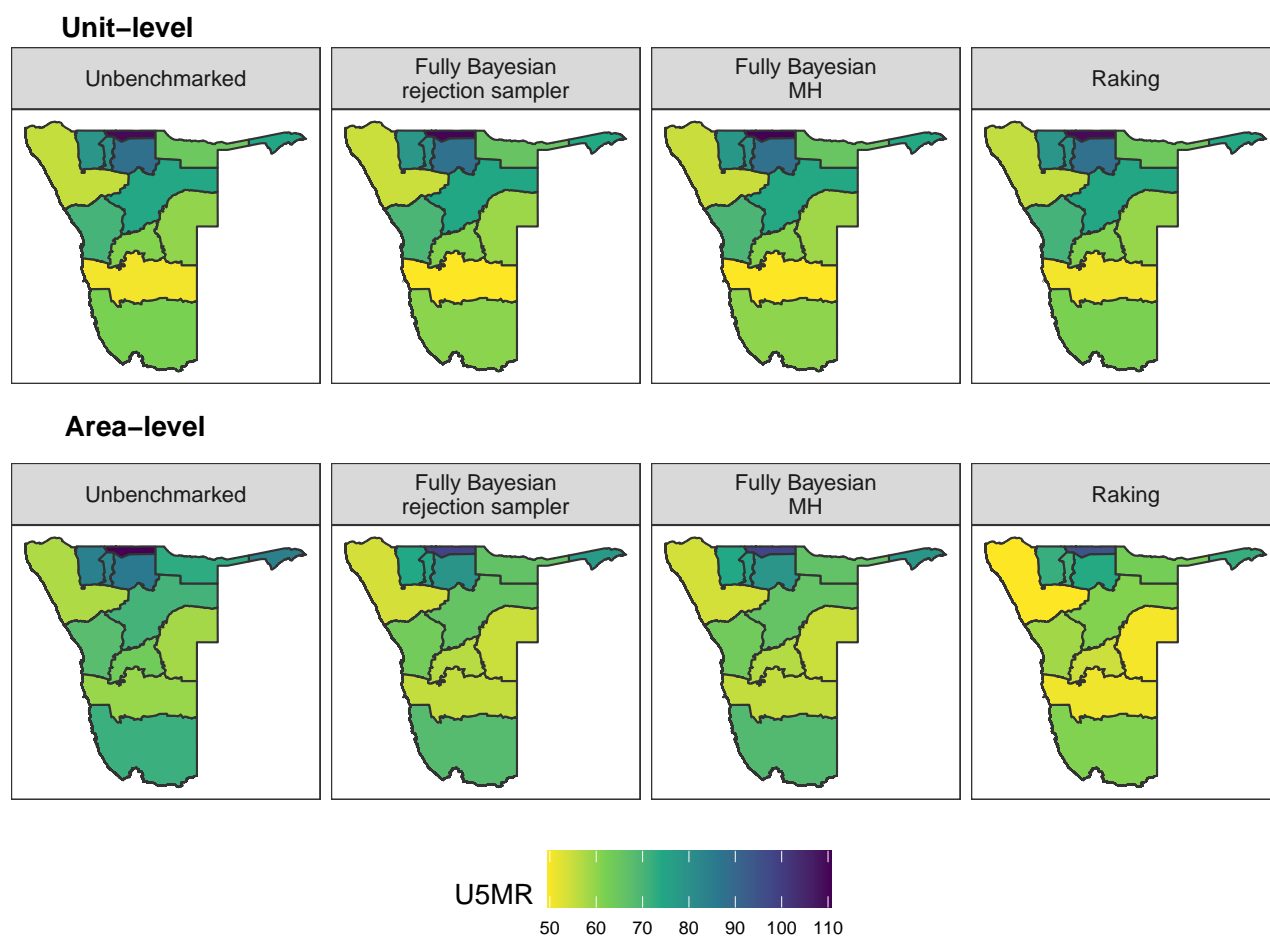 Unit−level
Unbenchmarked
Fully Bayesian
rejection sampler
Fully Bayesian
MH
Raking
Area−level
Unbenchmarked
Fully Bayesian
rejection sampler
Fully Bayesian
MH
Raking
U5MR
50 60 70 80 90 100 110